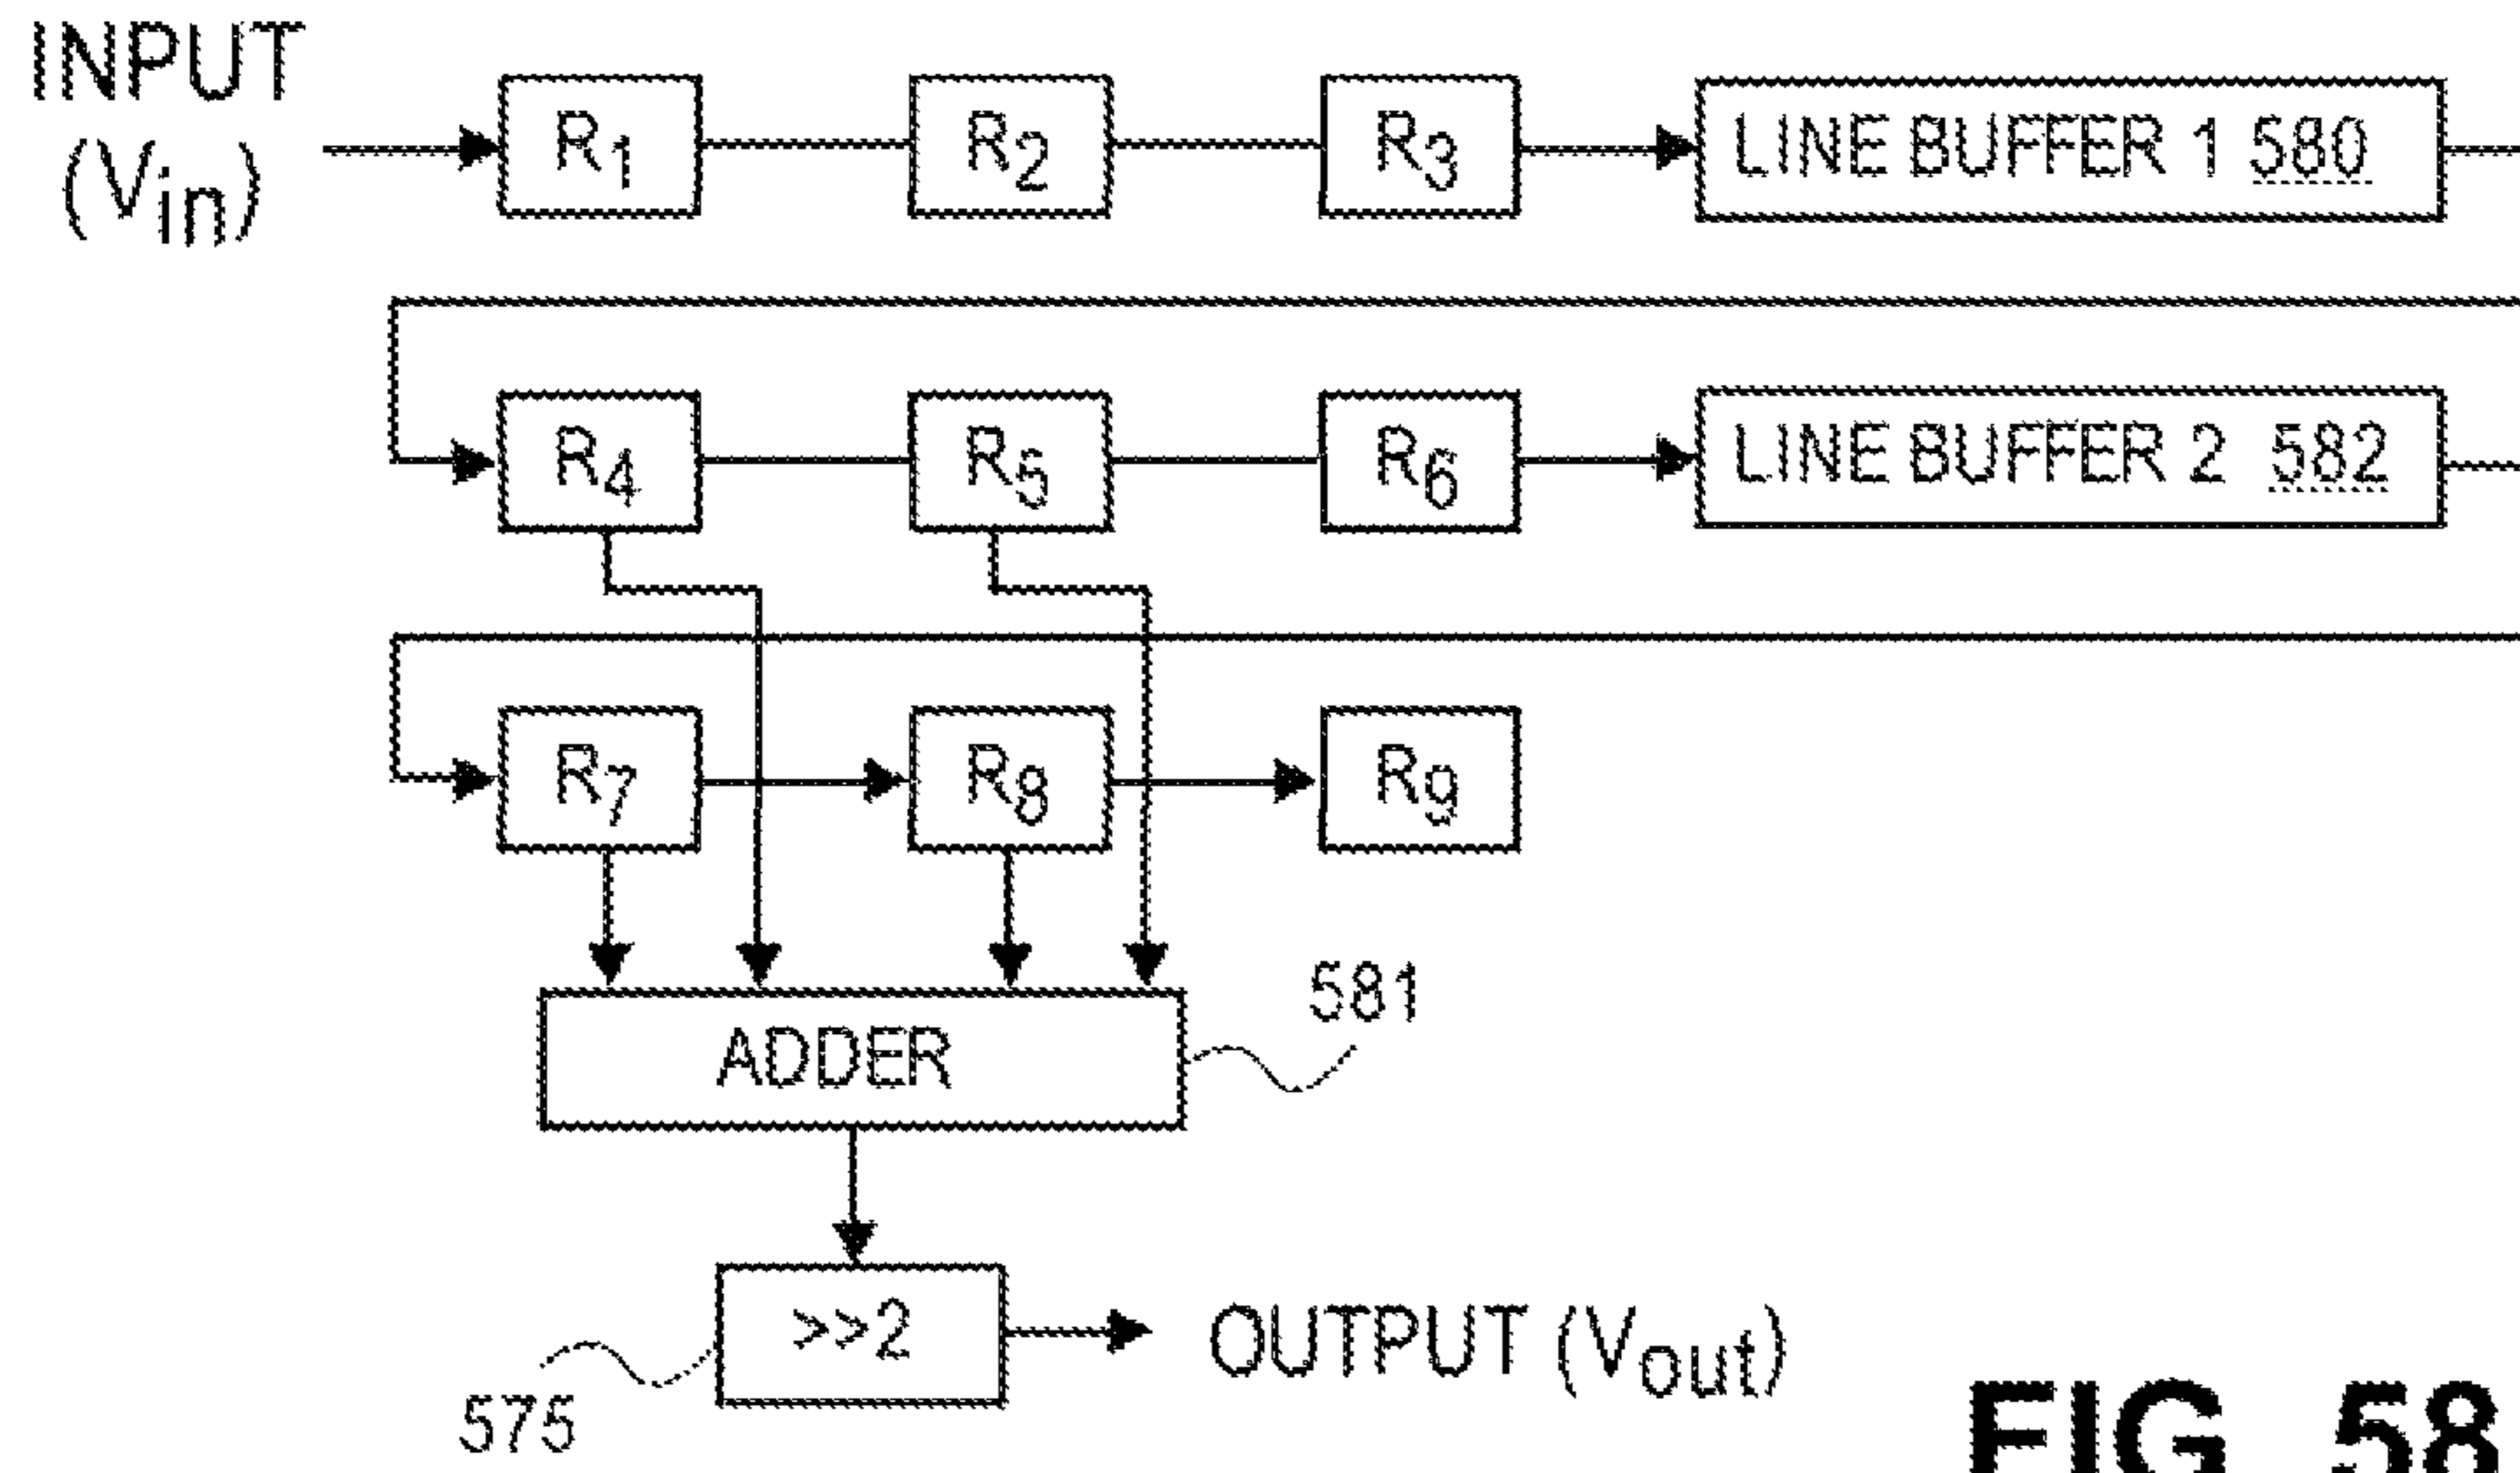 INPUT
(Vin)
R1
R2
R3
LINE BUFFER 1 580
R4
R5
R6
LINE BUFFER 2 582
R7
R8
R9
581
ADDER
>>2
OUTPUT (Vout)
575
FIG 58